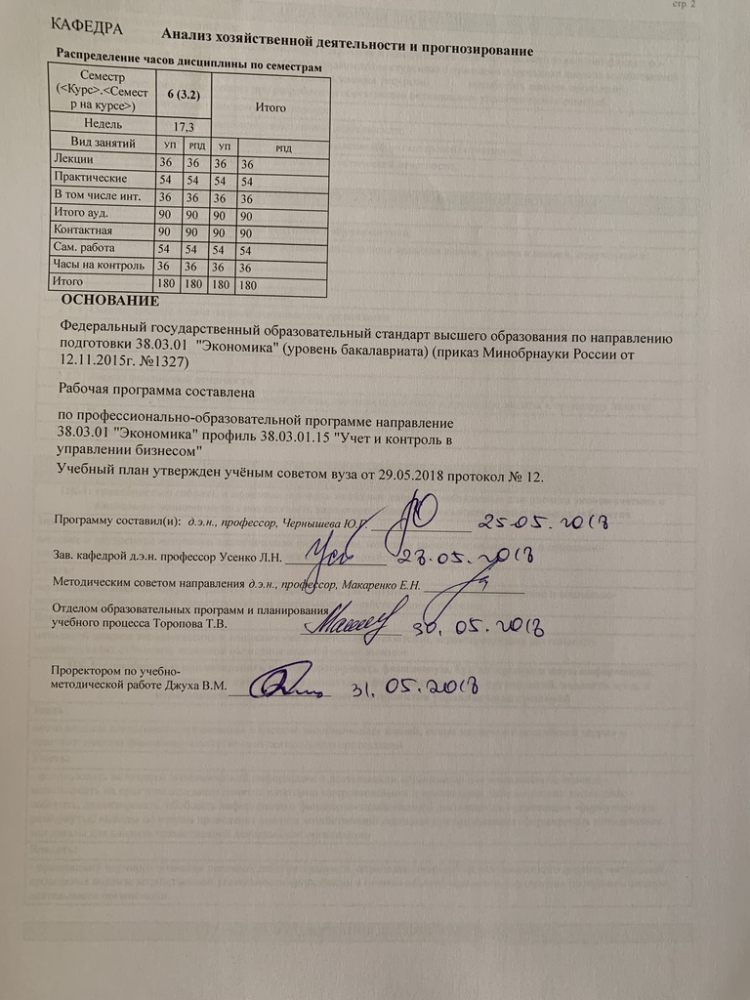 стр. 2
КАФЕДРА Анализ хозяйственной деятельности и прогнозирование
Распределение часов дисциплины по семестрам
Семестр (<Курс>.<Семест р на курсе>) 6 (3.2) Итого
Недель 17,3
Вид занятий УП РПД УП РПД
Лекции 36 36 36 36
Практические 54 54 54 54
В том числе инт. 36 36 36 36
Итого ауд. 90 90 90 90
Контактная 90 90 90 90
Сам. работа 54 54 54 54
Часы на контроль 36 36 36 36
Итого 180 180 180 180
ОСНОВАНИЕ
Федеральный государственный образовательный стандарт высшего образования по направлению
подготовки 38.03.01 "Экономика" (уровень бакалавриата) (приказ Минобрнауки России от
12.11.2015г. №1327)
Рабочая программа составлена
по профессионально-образовательной программе направление
38.03.01 "Экономика" профиль 38.03.01.15 "Учет и контроль в
управлении бизнесом"
Учебный план утвержден учёным советом вуза от 29.05.2018 протокол № 12.
Программу составил(и): д.э.н., профессор, Чернышева Ю.Г. 25.05.2018
Зав. кафедрой д.э.н. профессор Усенко Л.Н. 28.05.2018
Методическим советом направления д.э.н., профессор, Макаренко Е.Н.
Отделом образовательных программ и планирования
учебного процесса Торопова Т.В. 30.05.2018
Проректором по учебно-
методической работе Джуха В.М. 31.05.2018